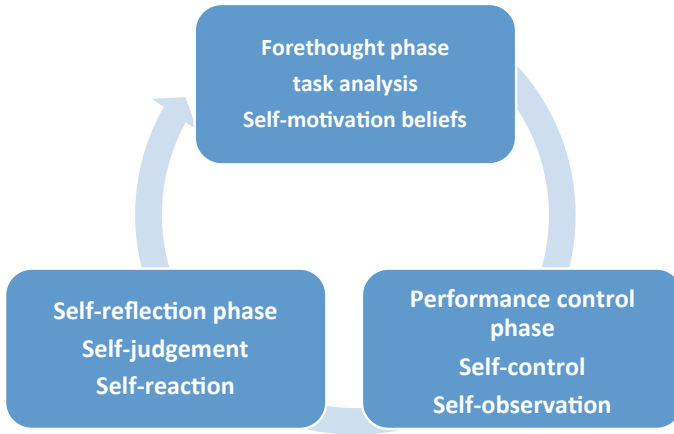 Forethought phase
task analysis
Self-motivation beliefs
Self-reflection phase
Self-judgement
Self-reaction
Performance control
phase
Self-control
Self-observation